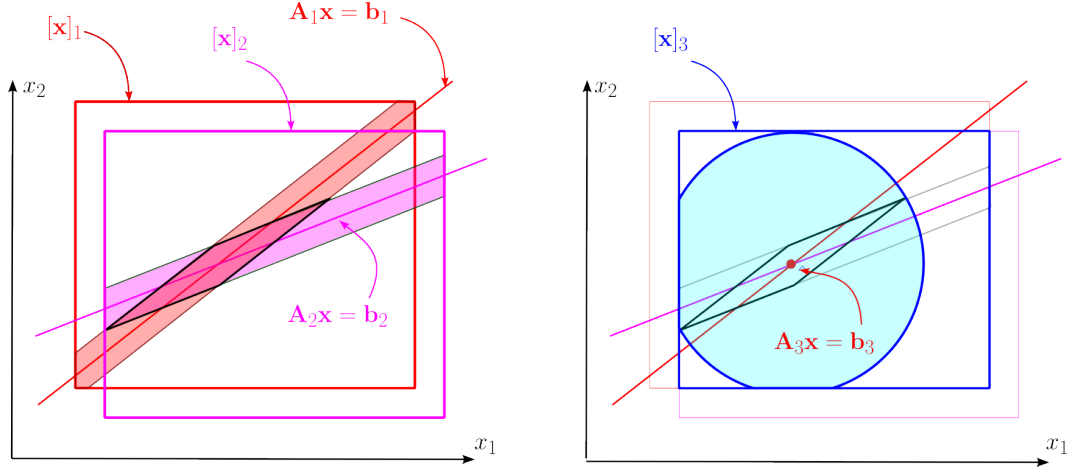 A₁x = b₁
[x]₁
[x]₂
x₂
A₂x = b₂
x₁
[x]₃
x₂
A₃x = b₃
x₁